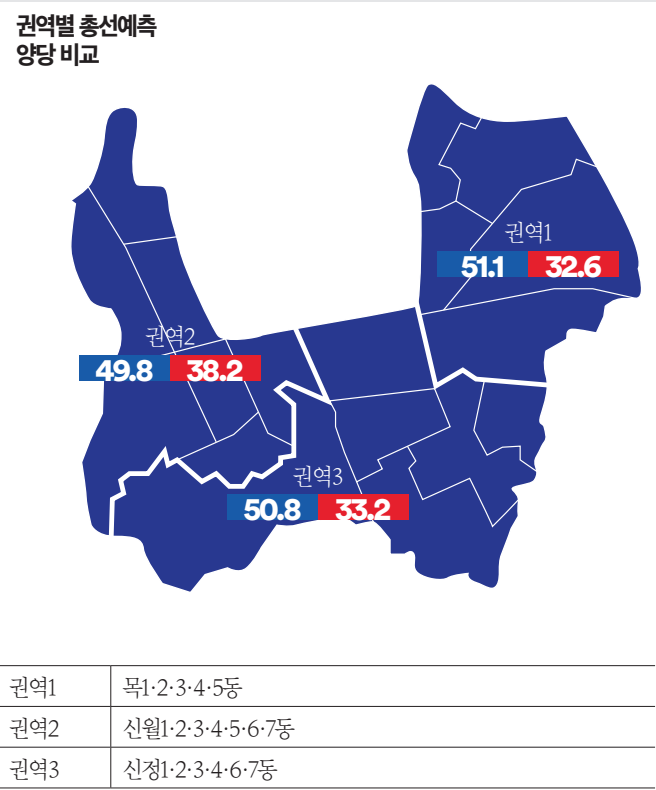 권역별 총선예측
양당 비교
권역1
51.1 32.6
권역2
49.8 38.2
권역3
50.8 33.2
권역1 목1·2·3·4·5동
권역2 신월1·2·3·4·5·6·7동
권역3 신정1·2·3·4·6·7동